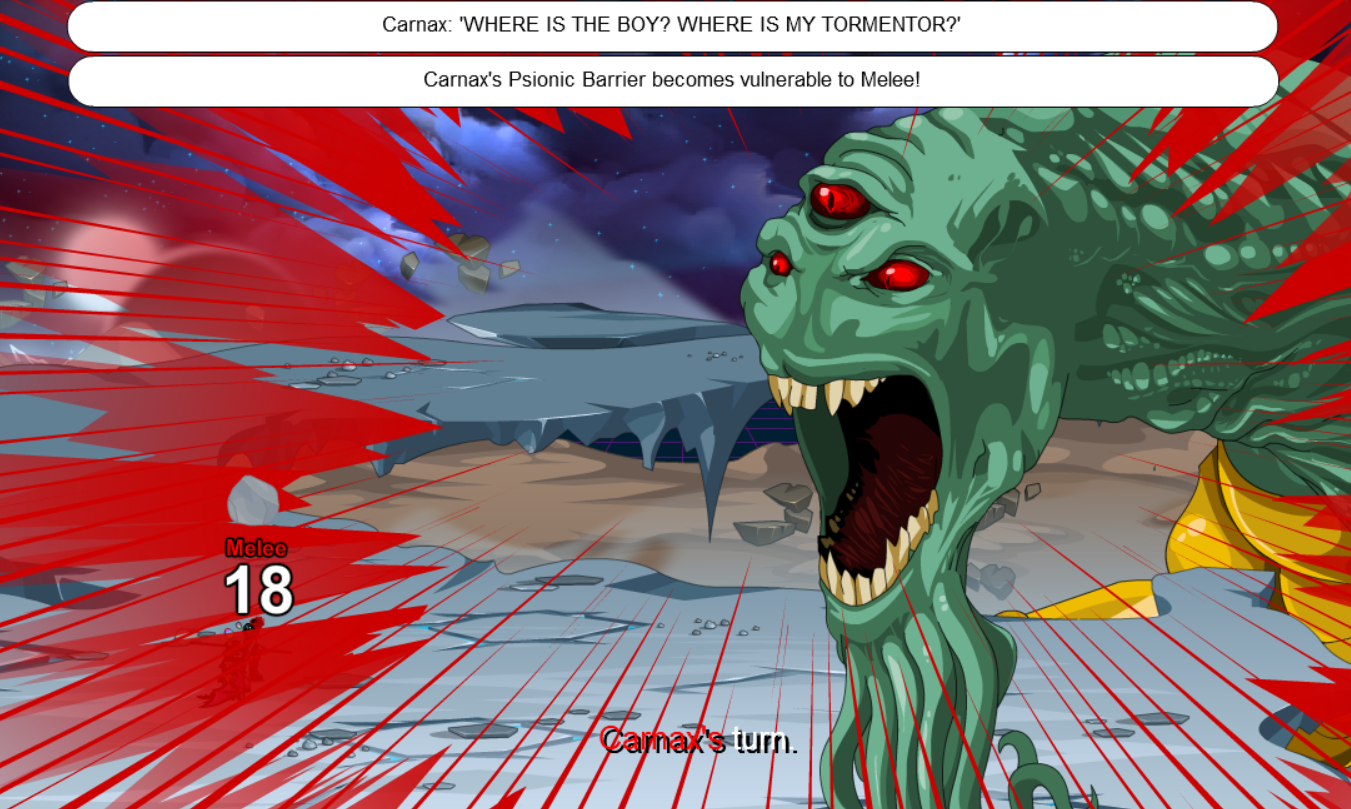 Carnax: 'WHERE IS THE BOY? WHERE IS MY TORMENTOR?'
Carnax's Psionic Barrier becomes vulnerable to Melee!
Melee
18
Carnax's turn.